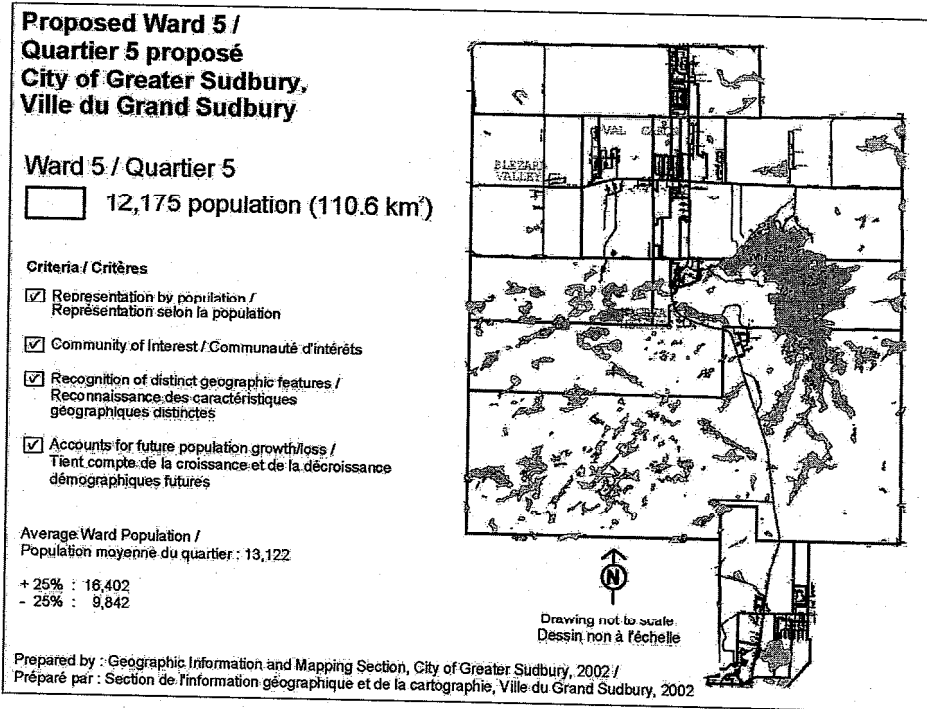 Proposed Ward 5 /
Quartier 5 proposé
City of Greater Sudbury,
Ville du Grand Sudbury
Ward 5 / Quartier 5
12,175 population (110.6 km²)
Criteria / Critères
Representation by population /
Représentation selon la population
Community of Interest / Communauté d'intérêts
Recognition of distinct geographic features /
Reconnaissance des caractéristiques
géographiques distinctes
Accounts for future population growth/loss /
Tient compte de la croissance et de la décroissance
démographiques futures
Average Ward Population /
Population moyenne du quartier : 13,122
+ 25% : 16,402
- 25% : 9,842
VAL CARON
BLEZARD
VALLEY
N
Drawing not to scale
Dessin non à l'échelle
Prepared by : Geographic Information and Mapping Section, City of Greater Sudbury, 2002 /
Préparé par : Section de l'information géographique et de la cartographie, Ville du Grand Sudbury, 2002